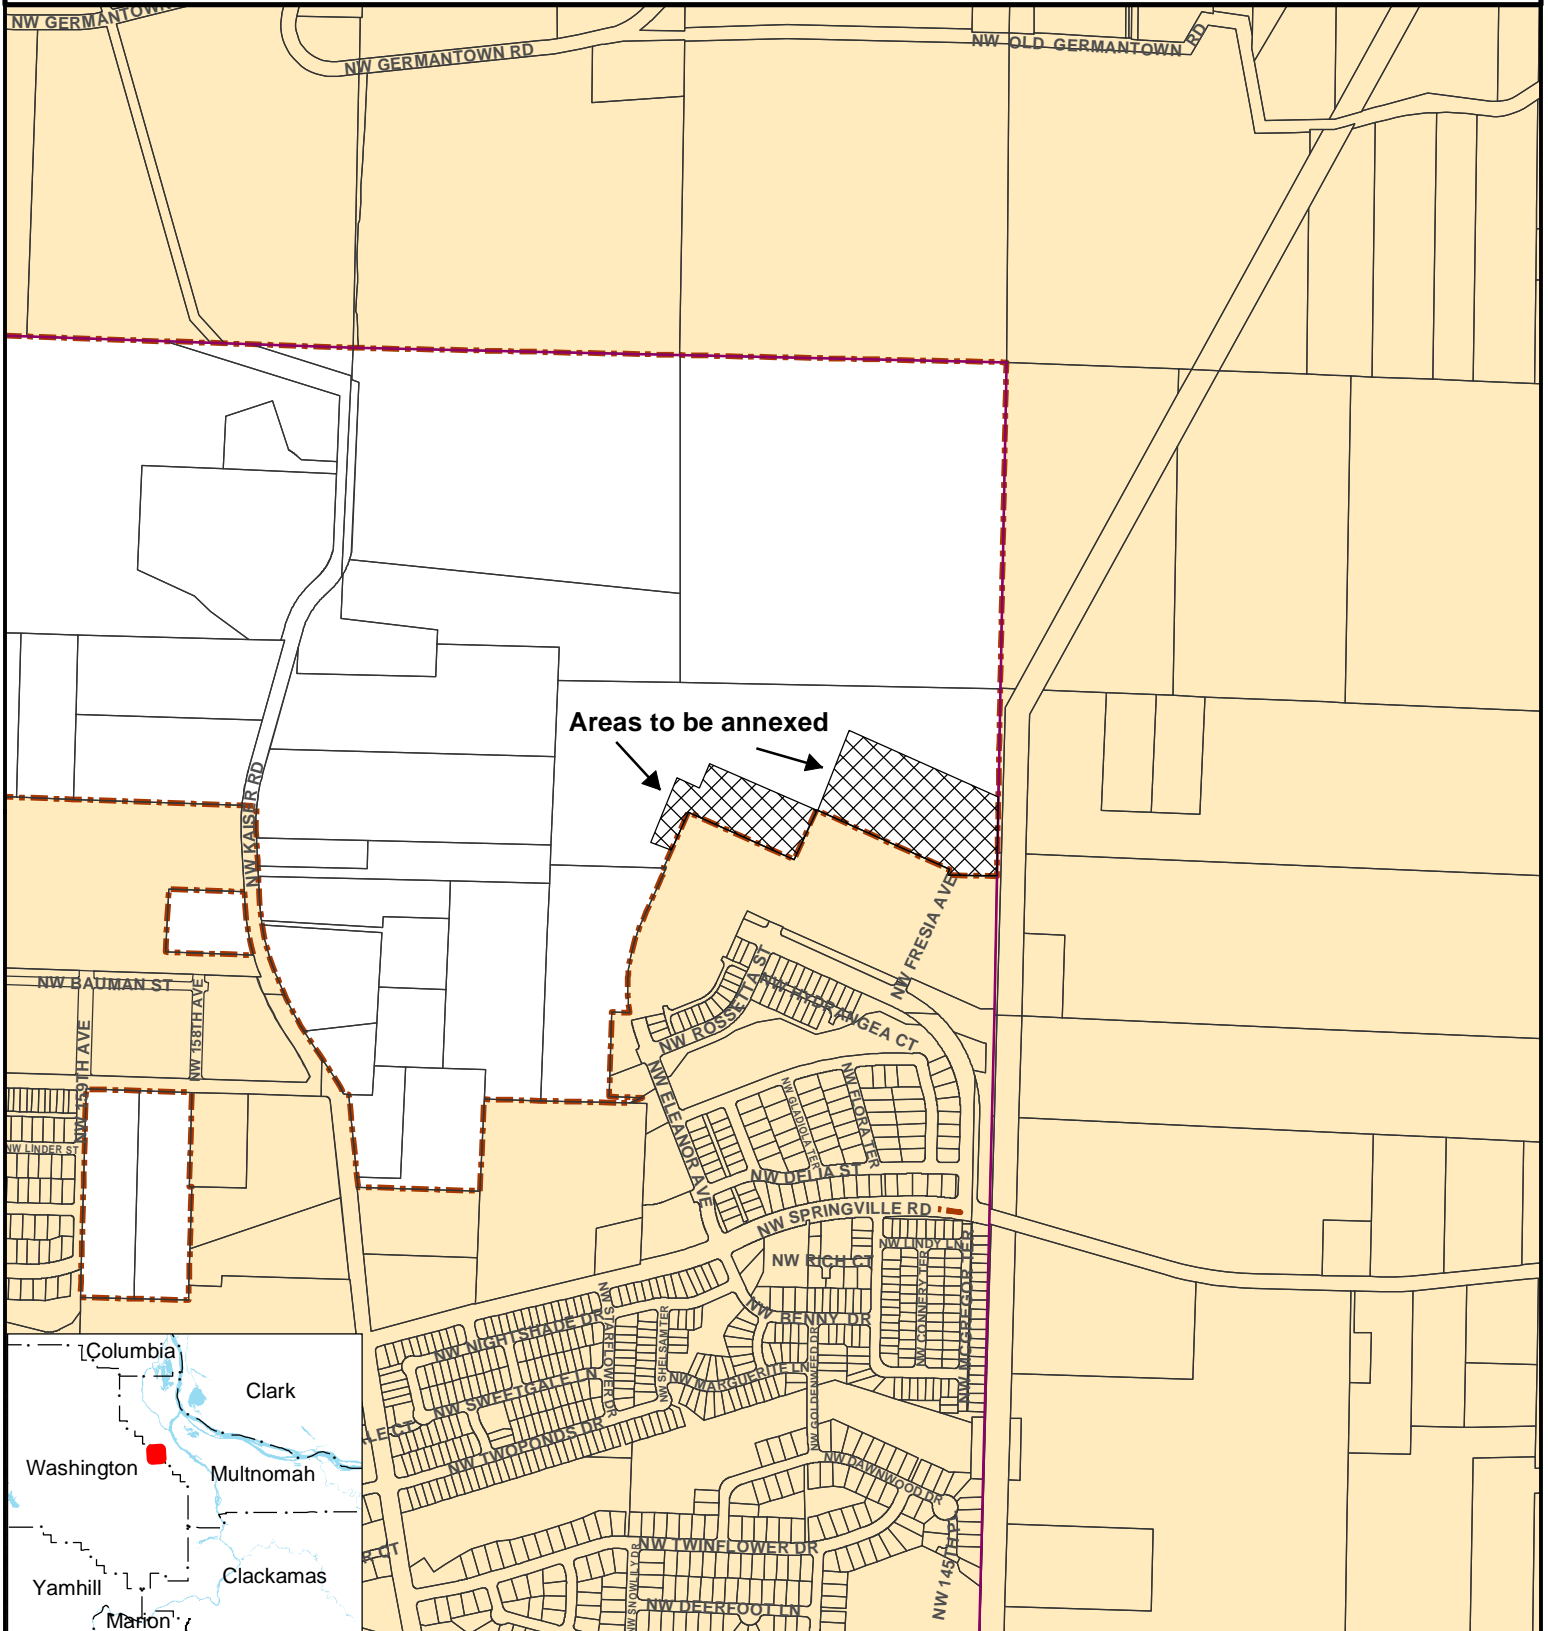 NW GERMANTOWN
NW GERMANTOWN RD
NW OLD GERMANTOWN RD
Areas to be annexed
NW KAISER RD
NW FRESIA AVE
NW BAUMAN ST
NW 158TH AVE
NW 159TH AVE
NW ROSSETTA ST
NW HYDRANGEA CT
NW ELEANOR AVE
NW GLADIOLA TER
NW FLORA TER
NW LINDER ST
NW DELIA ST
NW SPRINGVILLE RD
NW LINDY LN
NW RICH CT
NW CONNERY TER
NW MCGREGOR TER
NW BENNY DR
NW NIGHTSHADE DR
NW STARFLOWER DR
NW SHELSAM TER
NW MARGUERITE LN
NW GOLDENWEED DR
NW SWEETGALE LN
LE CT
NW TWOPONDS DR
NW DAWNWOOD DR
NW TWINFLOWER DR
R CT
NW SNOWLILY DR
NW DEERFOOT LN
NW 145TH PL
Columbia
Clark
Washington
Multnomah
Yamhill
Clackamas
Marion